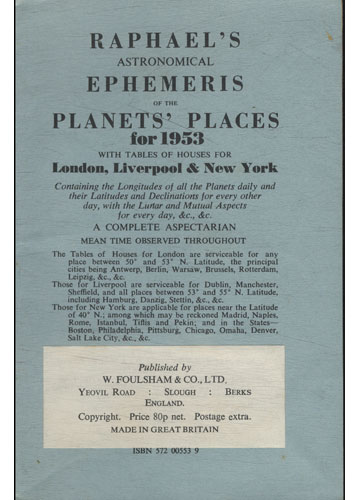 RAPHAEL'S
ASTRONOMICAL
EPHEMERIS
OF THE
PLANETS' PLACES
for 1953
WITH TABLES OF HOUSES FOR
London, Liverpool & New York
Containing the Longitudes of all the Planets daily and
their Latitudes and Declinations for every other
day, with the Lunar and Mutual Aspects
for every day, &c., &c.
A COMPLETE ASPECTARIAN
MEAN TIME OBSERVED THROUGHOUT
The Tables of Houses for London are serviceable for any
place between 50° and 53° N. Latitude, the principal
cities being Antwerp, Berlin, Warsaw, Brussels, Rotterdam,
Leipzig, &c., &c.
Those for Liverpool are serviceable for Dublin, Manchester,
Sheffield, and all places between 53° and 55° N. Latitude,
including Hamburg, Danzig, Stettin, &c., &c.
Those for New York are applicable for places near the Latitude
of 40° N.; among which may be reckoned Madrid, Naples,
Rome, Istanbul, Tiflis and Pekin; and in the States—
Boston, Philadelphia, Pittsburg, Chicago, Omaha, Denver,
Salt Lake City, &c., &c.
Published by
W. FOULSHAM & CO., LTD.
YEOVIL ROAD : SLOUGH : BERKS
ENGLAND.
Copyright. Price 80p net. Postage extra.
MADE IN GREAT BRITAIN
ISBN 572 00553 9